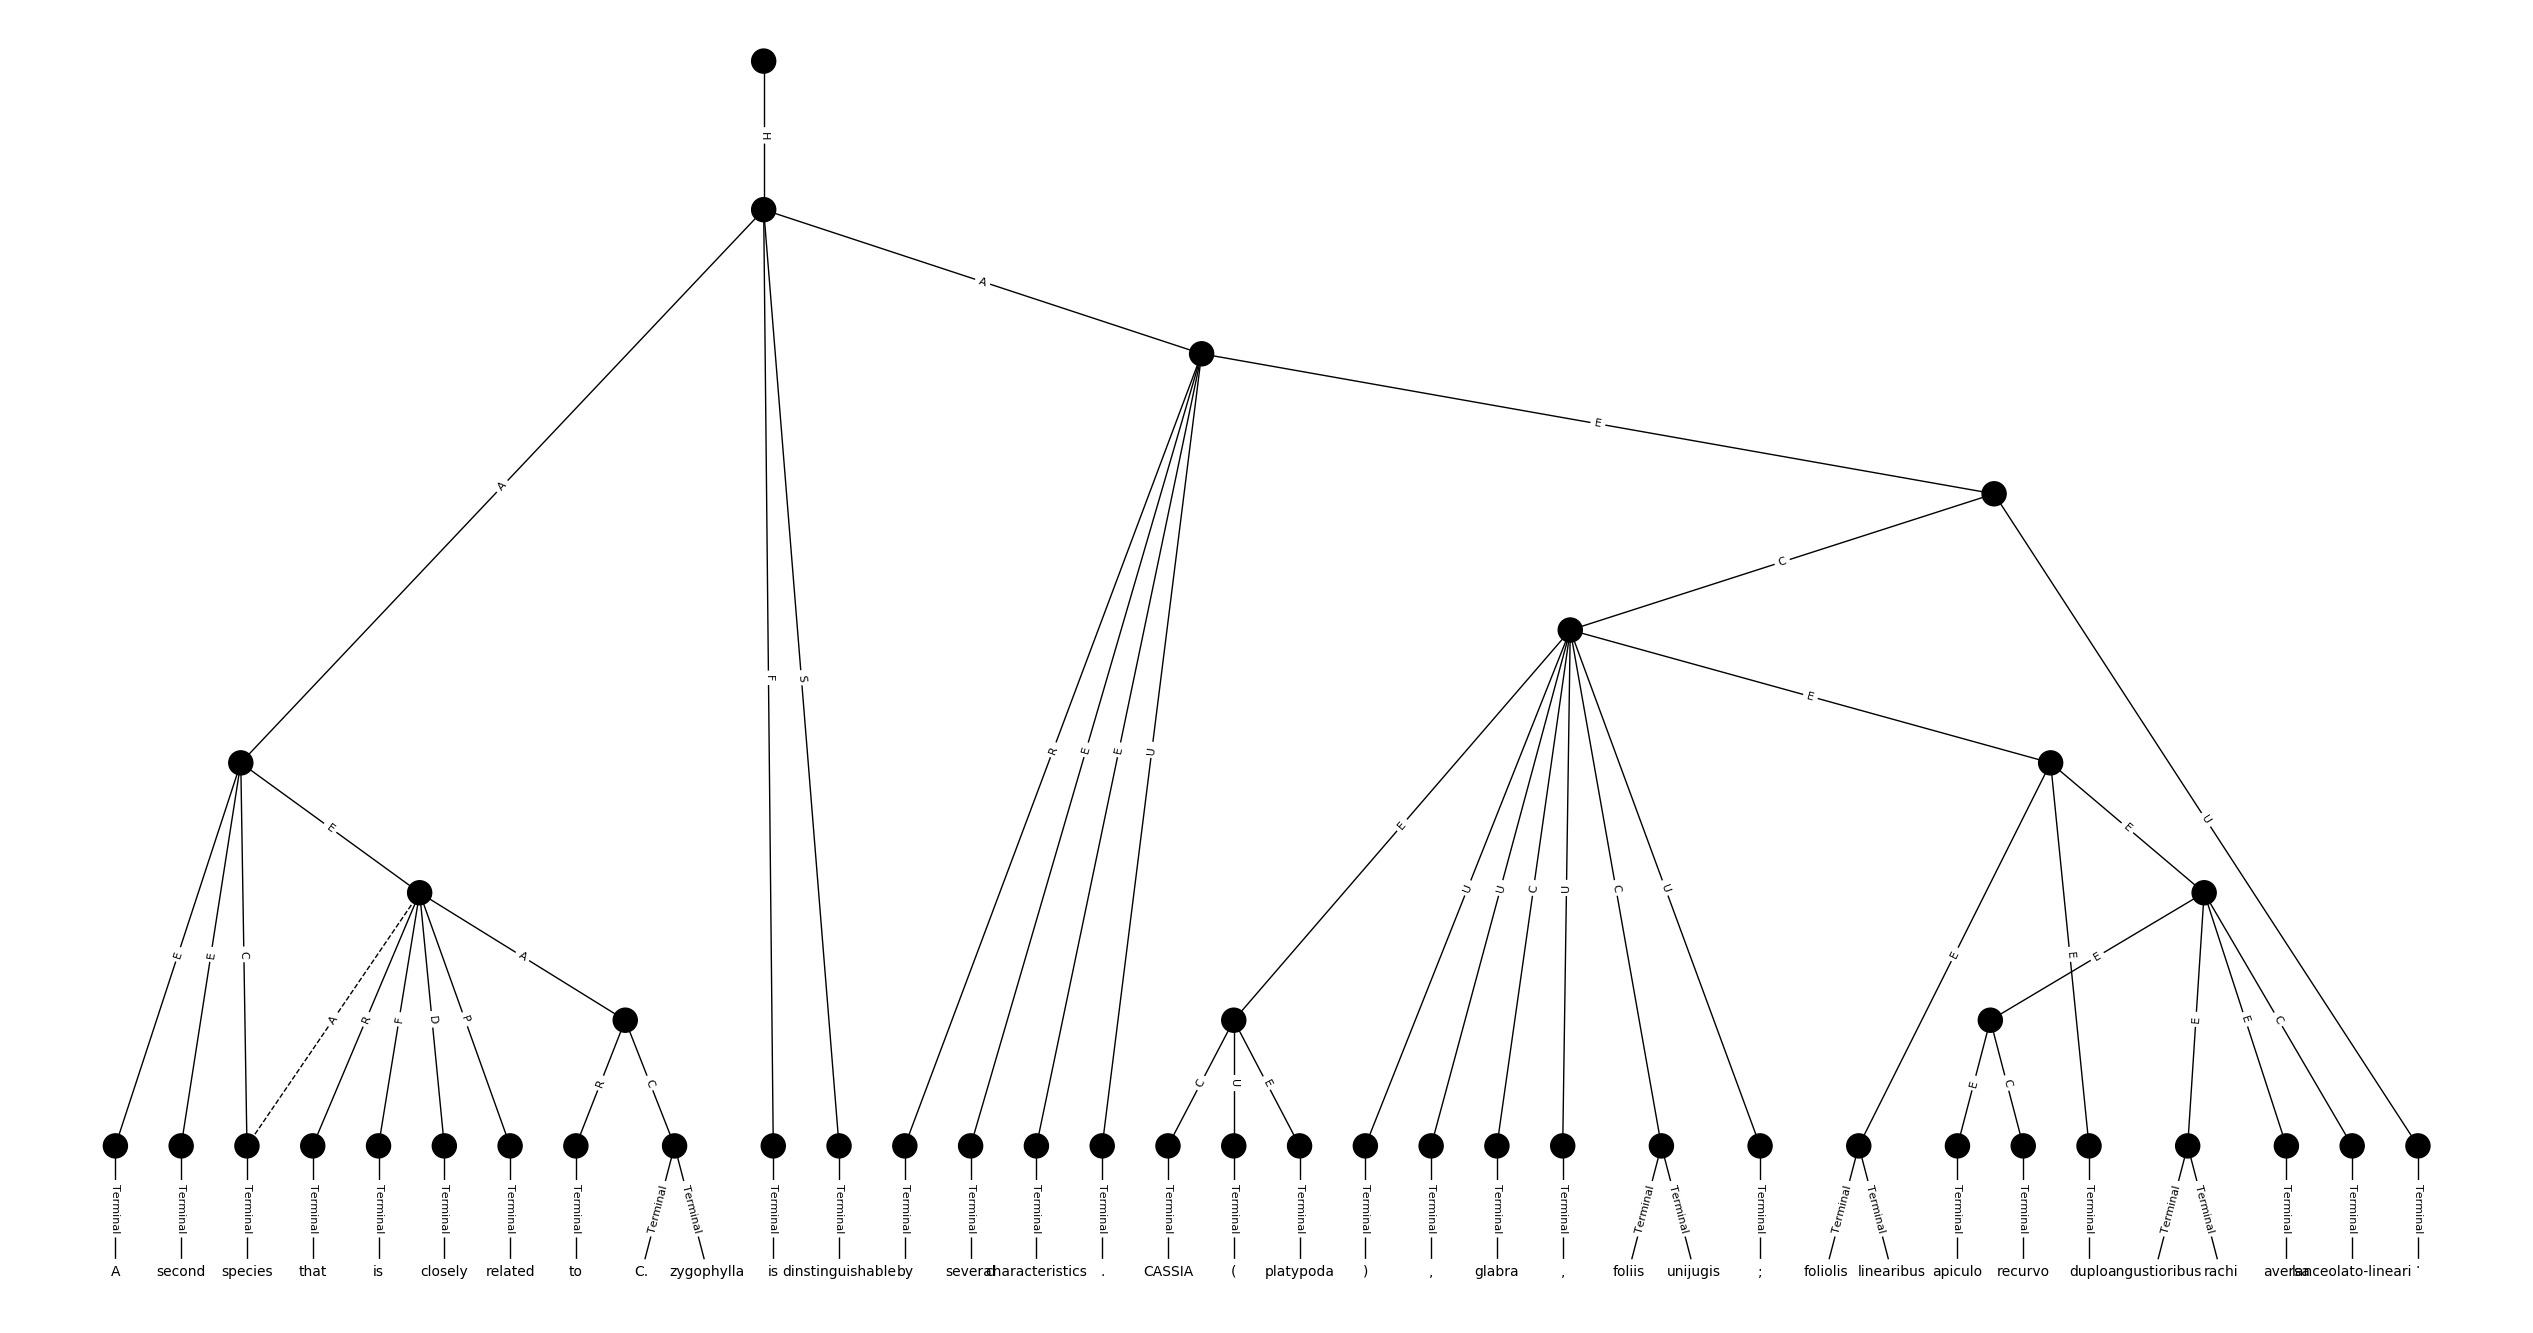 H
A
A
E
C
A
E
F
S
R
E
E
U
E
U
E
E
U
U
C
U
C
U
E
E
E
C
E
E
E
A
A
R
F
D
P
E
E
C
E
E
C
R
C
C
U
E
E
C
Terminal Terminal Terminal Terminal Terminal Terminal Terminal Terminal Terminal Terminal Terminal Terminal Terminal Terminal Terminal Terminal Terminal Terminal Terminal Terminal Terminal Terminal Terminal Terminal Terminal Terminal Terminal Terminal Terminal Terminal Terminal Terminal Terminal Terminal Terminal Terminal
A second species that is closely related to C. zygophylla is dinstinguishable by several characteristics . CASSIA ( platypoda ) , glabra , foliis unijugis ; foliolis linearibus apiculo recurvo duplo angustioribus rachi aversa lanceolato-lineari .